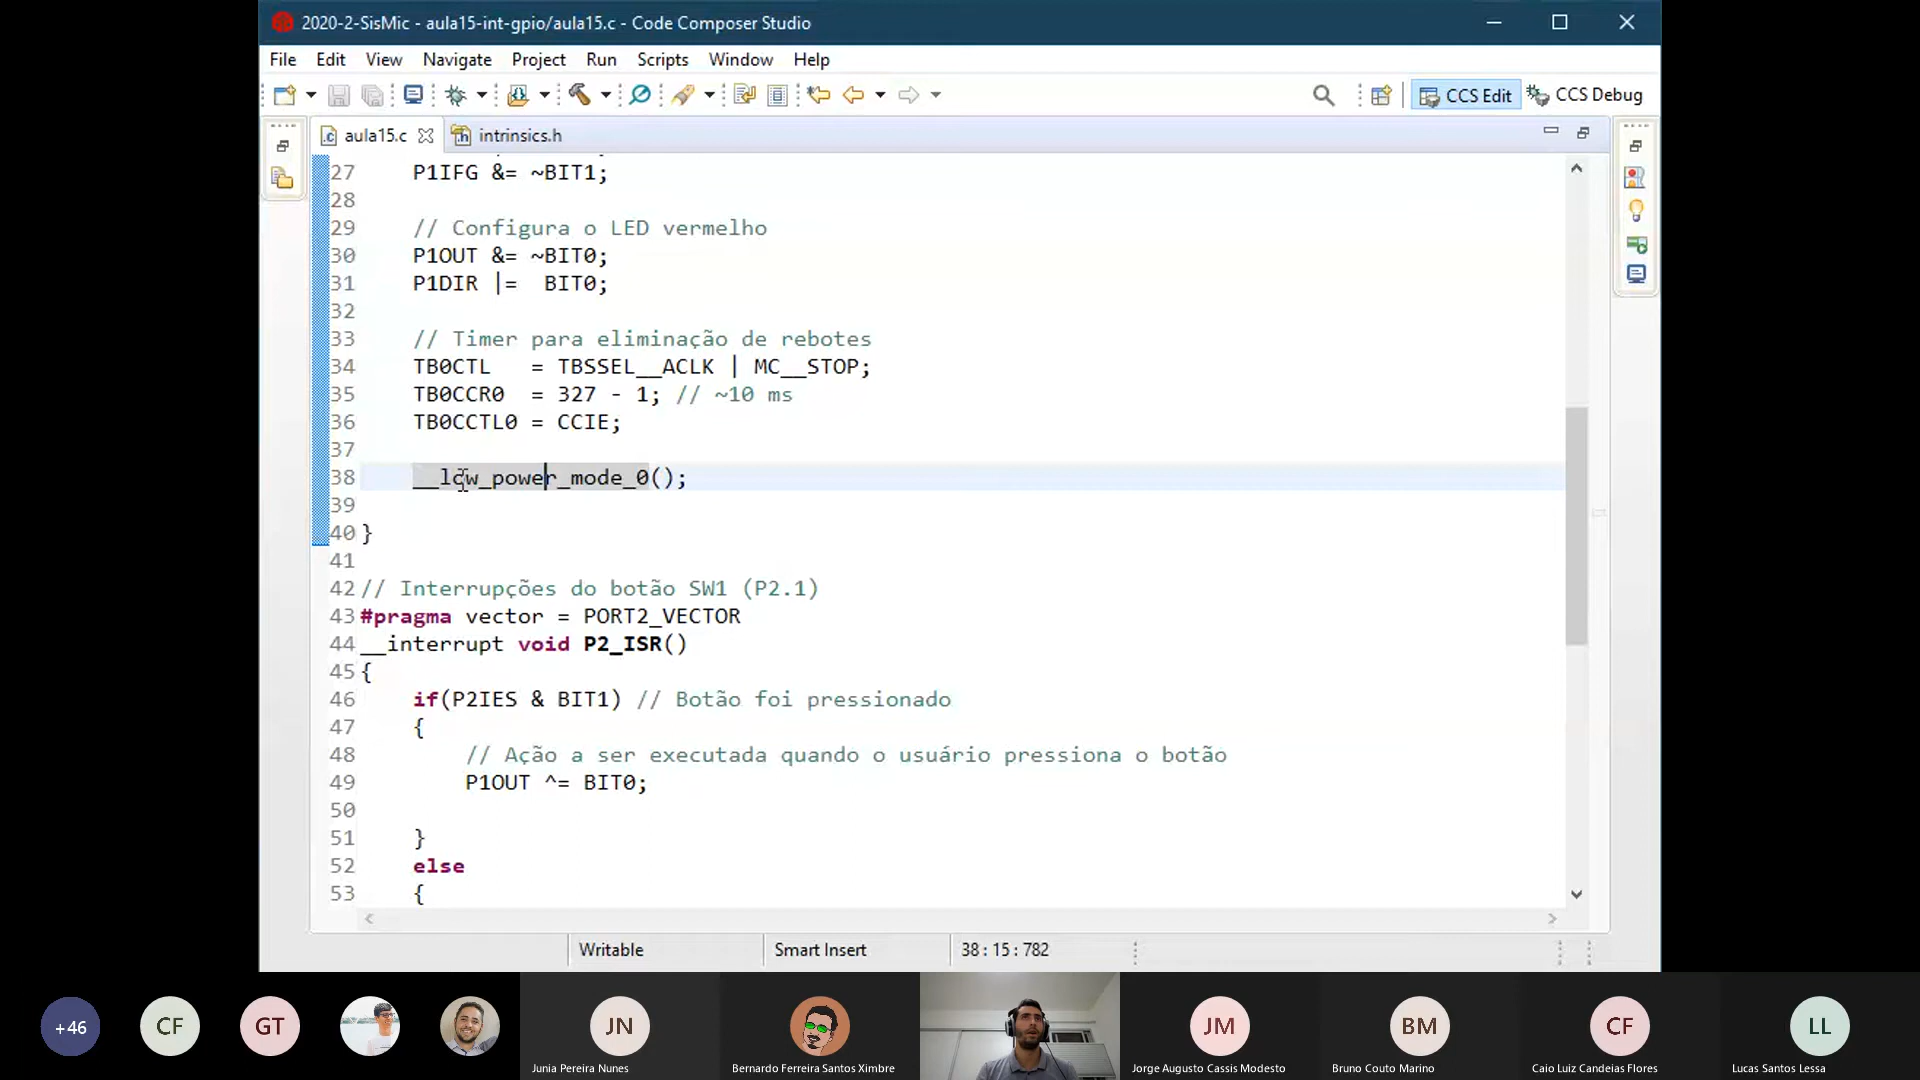 2020-2-SisMic - aula15-int-gpio/aula15.c - Code Composer Studio
File Edit View Navigate Project Run Scripts Window Help
CCS Edit CCS Debug
aula15.c intrinsics.h
27 P1IFG &= ~BIT1;
28
29 // Configura o LED vermelho
30 P1OUT &= ~BIT0;
31 P1DIR |= BIT0;
32
33 // Timer para eliminação de rebotes
34 TB0CTL = TBSSEL__ACLK | MC__STOP;
35 TB0CCR0 = 327 - 1; // ~10 ms
36 TB0CCTL0 = CCIE;
37
38 __low_power_mode_0();
39
40 }
41
42 // Interrupções do botão SW1 (P2.1)
43 #pragma vector = PORT2_VECTOR
44 __interrupt void P2_ISR()
45 {
46 if(P2IES & BIT1) // Botão foi pressionado
47 {
48 // Ação a ser executada quando o usuário pressiona o botão
49 P1OUT ^= BIT0;
50
51 }
52 else
53 {
Writable Smart Insert 38 : 15 : 782
+46 CF GT JN JM BM CF LL
Junia Pereira Nunes Bernardo Ferreira Santos Ximbre Jorge Augusto Cassis Modesto Bruno Couto Marino Caio Luiz Candeias Flores Lucas Santos Lessa